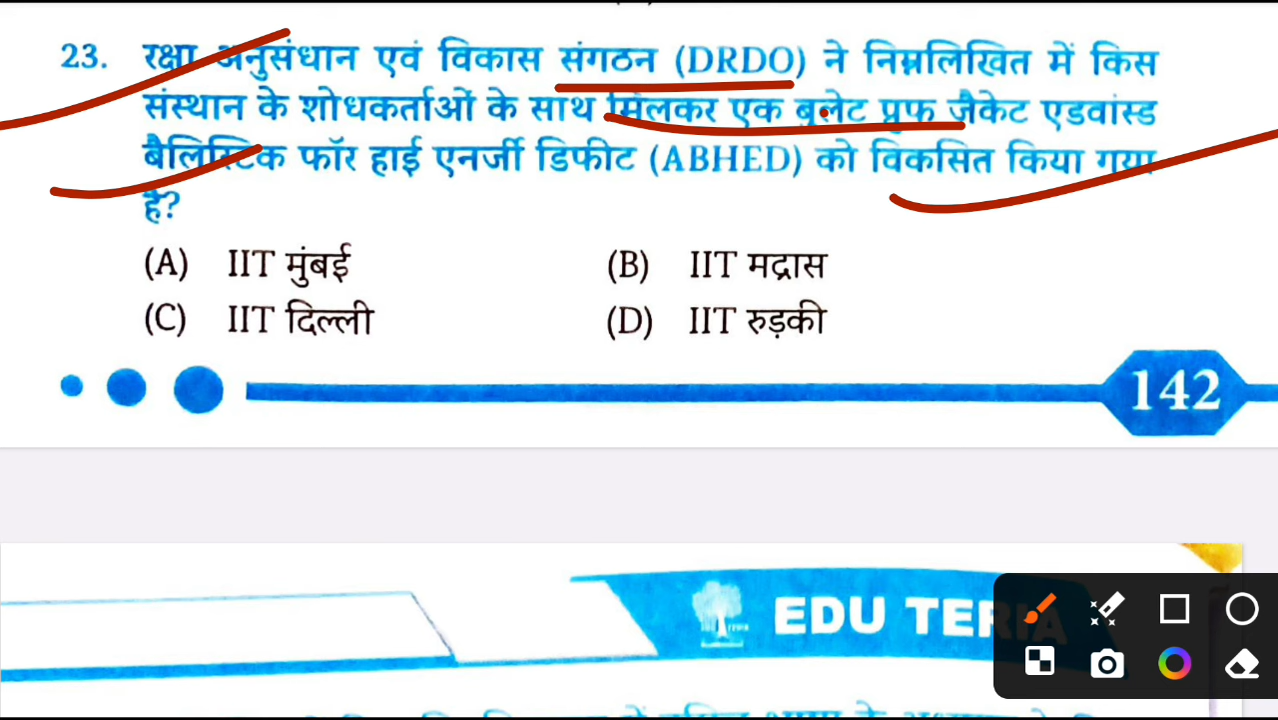 23. रक्षा अनुसंधान एवं विकास संगठन (DRDO) ने निम्नलिखित में किस
संस्थान के शोधकर्ताओं के साथ मिलकर एक बुलेट प्रुफ जैकेट एडवांस्ड
बैलिस्टिक फॉर हाई एनर्जी डिफीट (ABHED) को विकसित किया गया
है?
(A) IIT मुंबई (B) IIT मद्रास
(C) IIT दिल्ली (D) IIT रुड़की
142
EDU TERIA